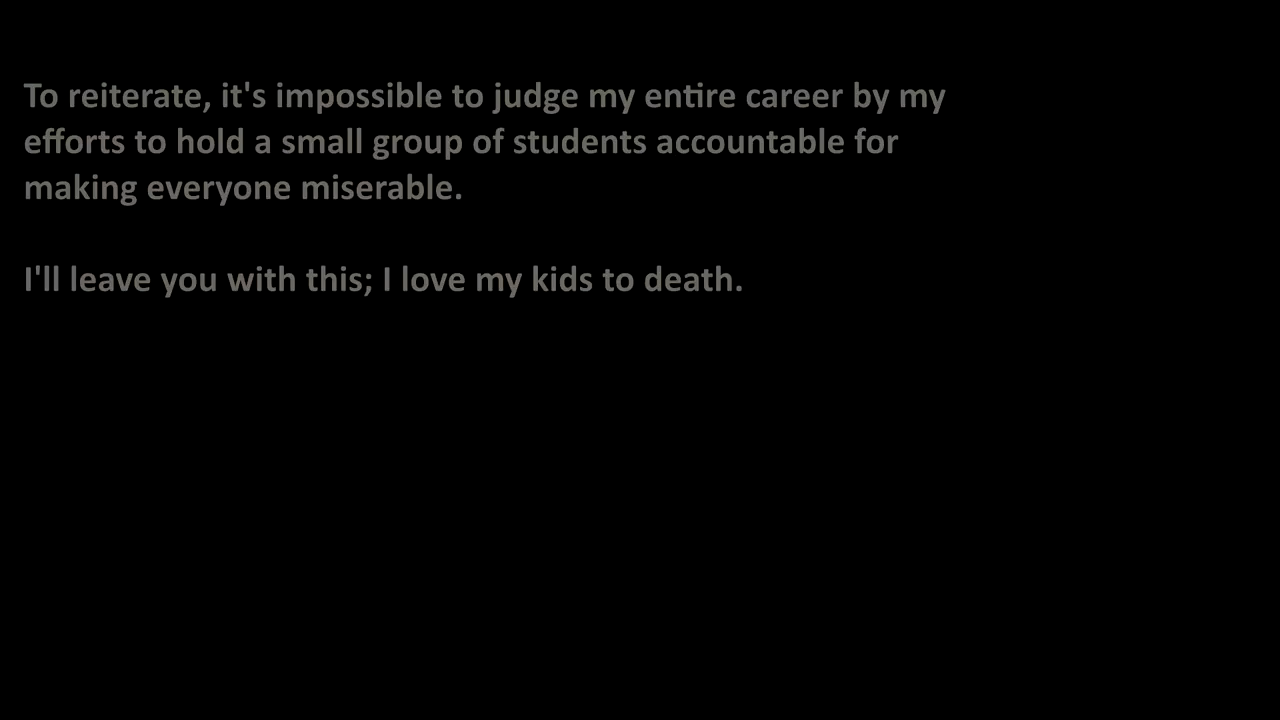 To reiterate, it's impossible to judge my entire career by my
efforts to hold a small group of students accountable for
making everyone miserable.
I'll leave you with this; I love my kids to death.